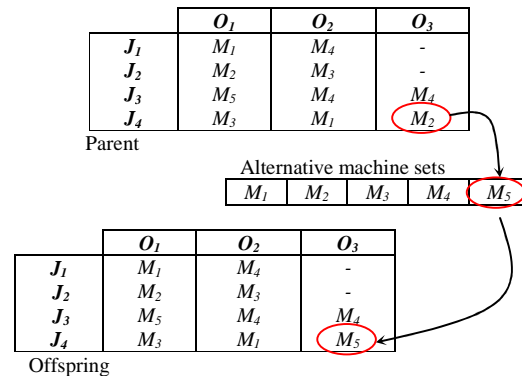 O1 O2 O3
J1 M1 M4 -
J2 M2 M3 -
J3 M5 M4 M4
J4 M3 M1 M2
Parent
Alternative machine sets
M1 M2 M3 M4 M5
O1 O2 O3
J1 M1 M4 -
J2 M2 M3 -
J3 M5 M4 M4
J4 M3 M1 M5
Offspring